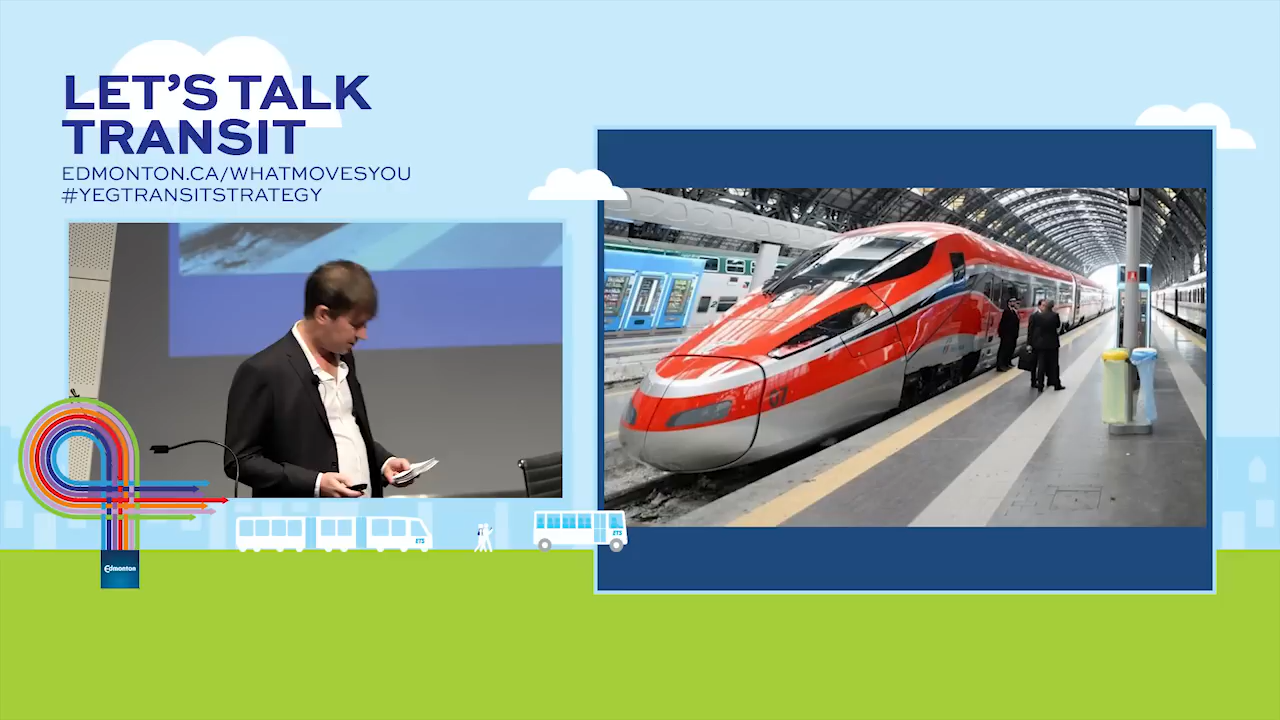 LET'S TALK
TRANSIT
EDMONTON.CA/WHATMOVESYOU
#YEGTRANSITSTRATEGY
ETS
ETS
Edmonton